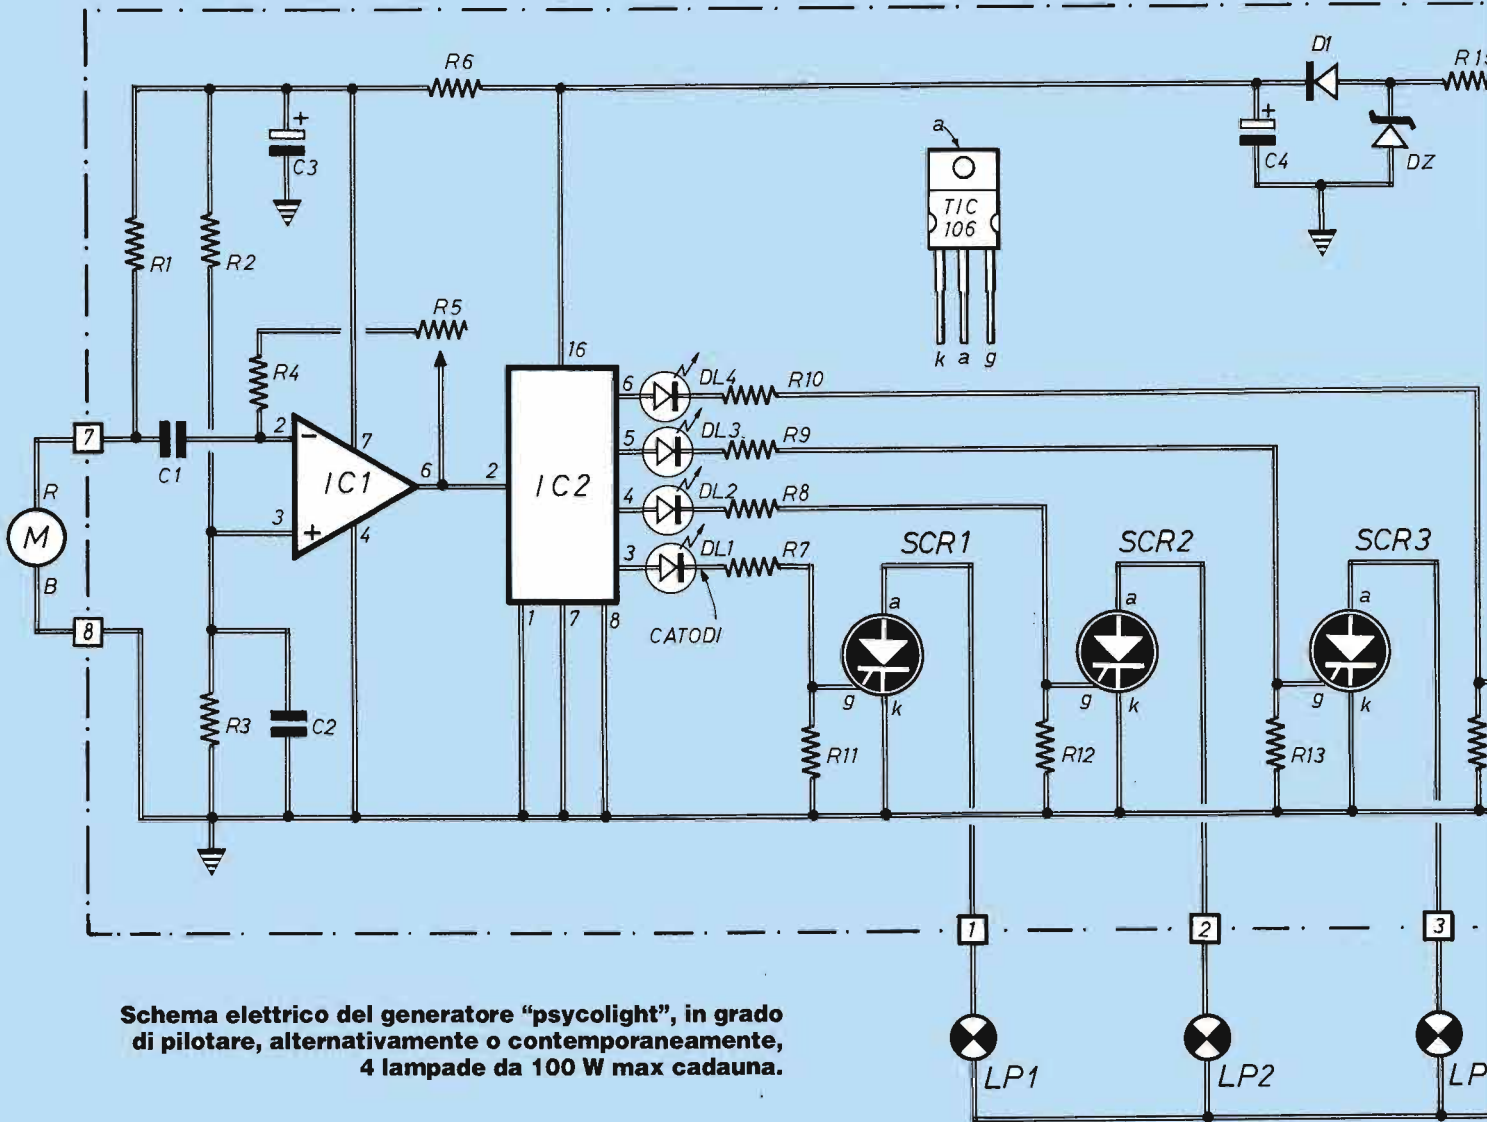 D1
R6
R15
+
C3
+
C4
DZ
a
TIC
106
k a g
R1
R2
R5
R4
16
6 DL4 R10
5 DL3 R9
4 DL2 R8
3 DL1 R7
7
C1
2
−
7
IC1
6
2
IC2
3
+
4
R
M
B
8
1
7
8
CATODI
SCR1
SCR2
SCR3
a
a
a
g
k
g
k
g
k
R3
C2
R11
R12
R13
1
2
3
Schema elettrico del generatore “psycolight”, in grado
di pilotare, alternativamente o contemporaneamente,
4 lampade da 100 W max cadauna.
LP1
LP2
LP